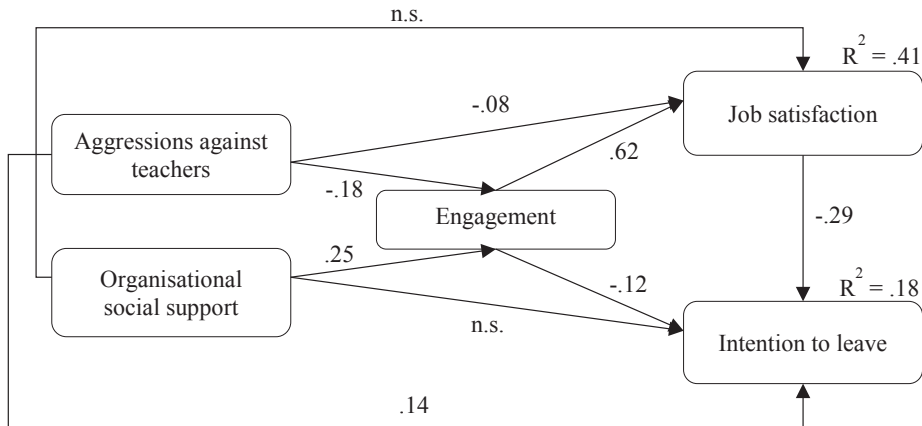 n.s.
R² = .41
-.08
Job satisfaction
Aggressions against
teachers
.62
-.18
Engagement
-.29
.25
Organisational
social support
-.12
R² = .18
n.s.
Intention to leave
.14